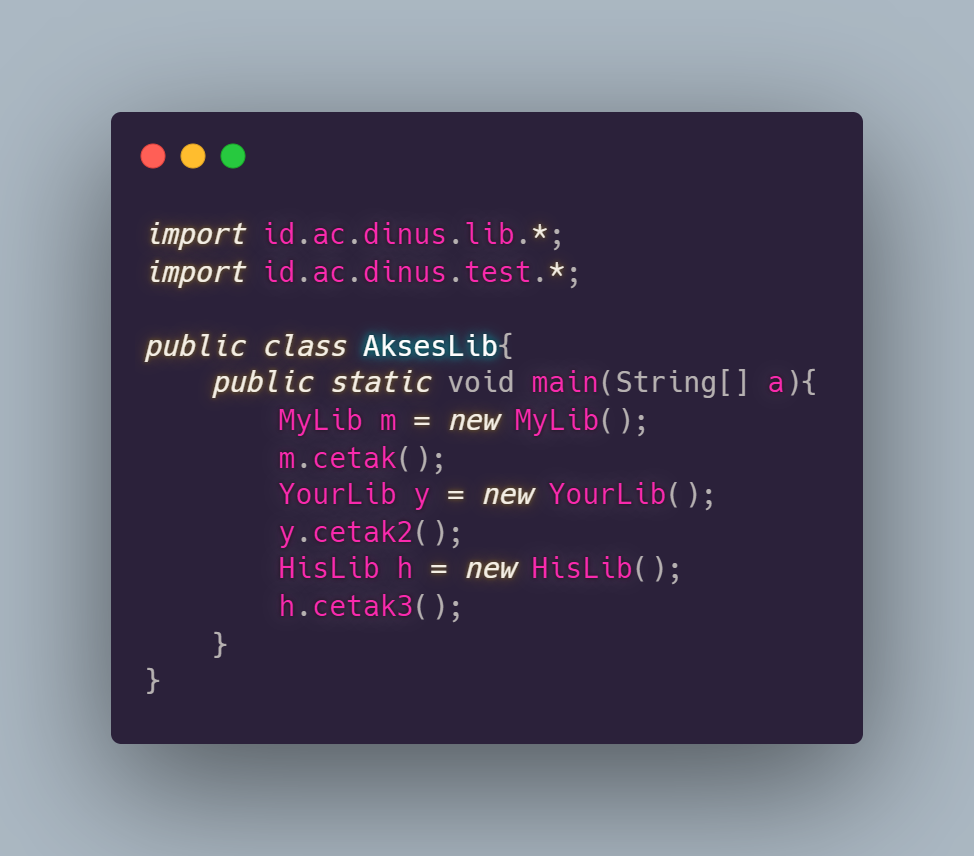 import id.ac.dinus.lib.*;
import id.ac.dinus.test.*;

public class AksesLib{
    public static void main(String[] a){
        MyLib m = new MyLib();
        m.cetak();
        YourLib y = new YourLib();
        y.cetak2();
        HisLib h = new HisLib();
        h.cetak3();
    }
}